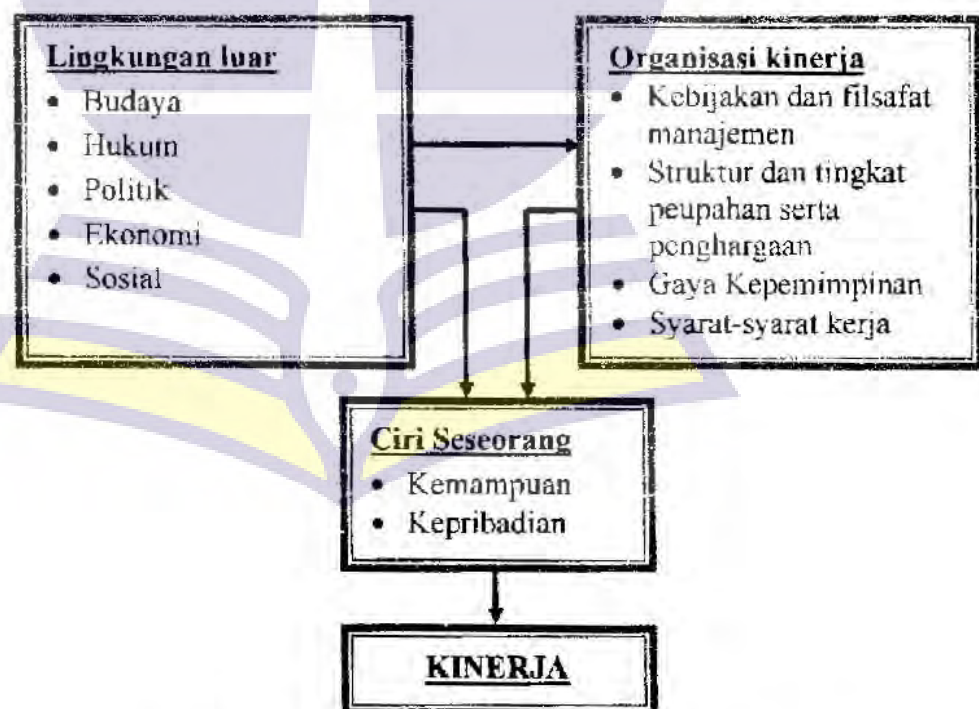 Lingkungan luar
• Budaya
• Hukum
• Politik
• Ekonomi
• Sosial
Organisasi kinerja
• Kebijakan dan filsafat
manajemen
• Struktur dan tingkat
peupahan serta
penghargaan
• Gaya Kepemimpinan
• Syarat-syarat kerja
Ciri Seseorang
• Kemampuan
• Kepribadian
KINERJA